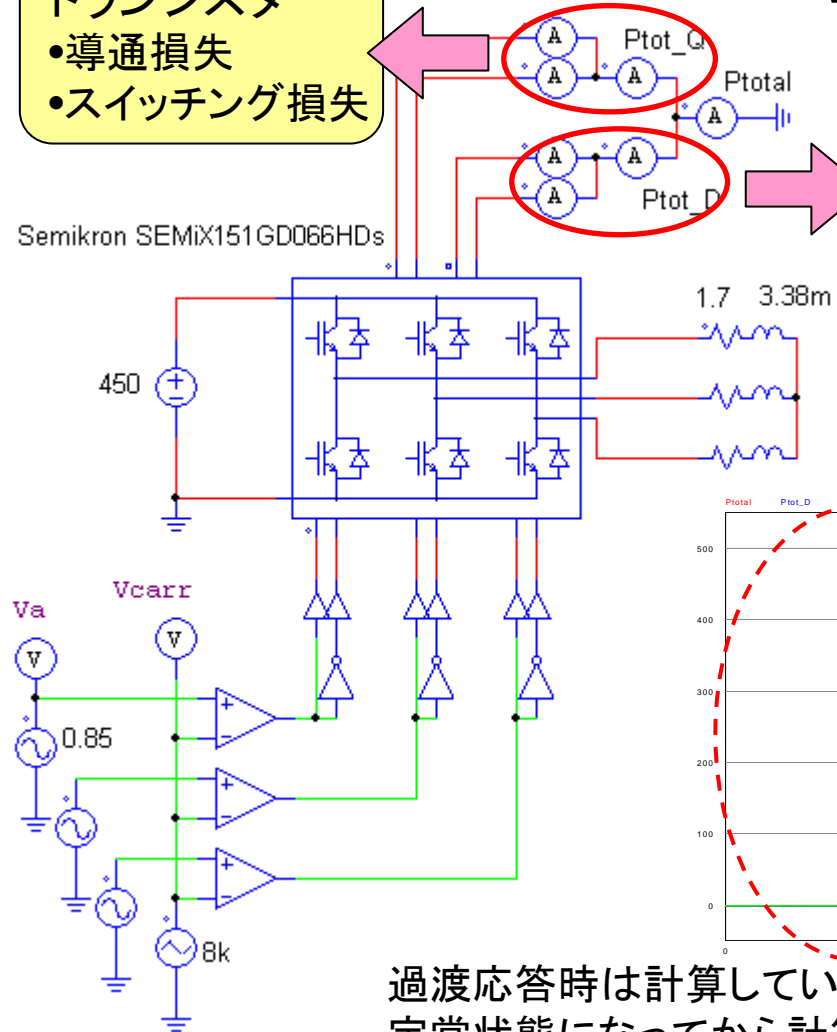 トランジスタ
•導通損失
•スイッチング損失
A
Ptot_Q
A
A
Ptotal
A
A
A
A
Ptot_D
Semikron SEMiX151GD066HDs
1.7 3.38m
450
Ptotal Ptot_D
500
400
300
200
100
0
0
Vcarr
Va
V
V
0.85
8k
過渡応答時は計算してい